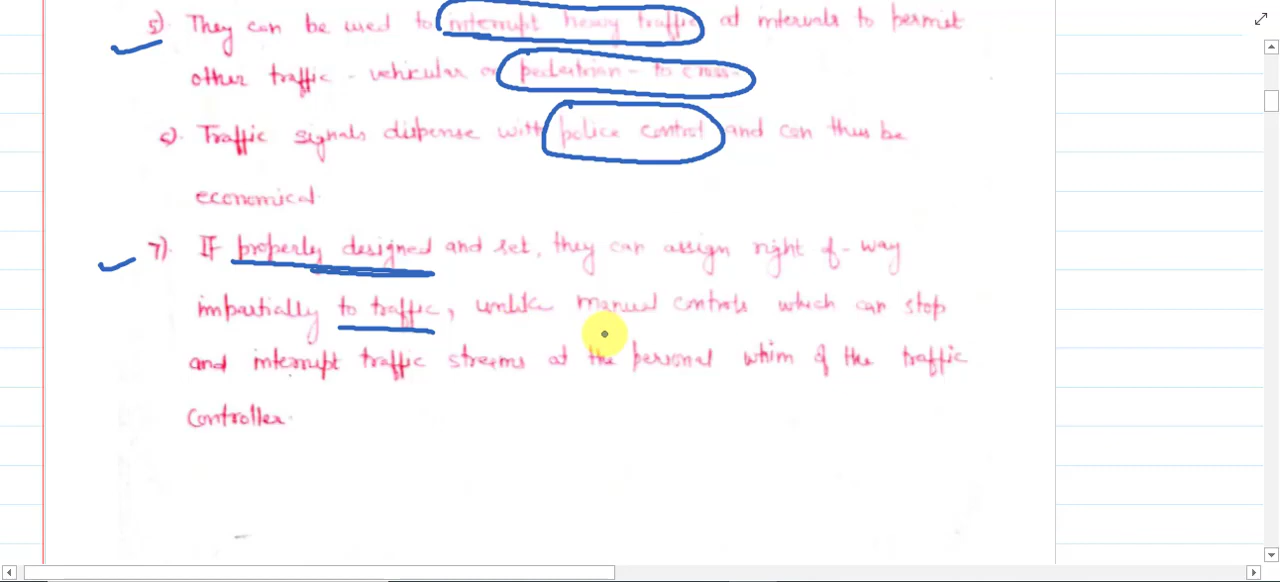 5). They can be used to interrupt heavy traffic at intervals to permit
other traffic - vehicular or pedestrian - to cross.
6). Traffic signals dispense with police control and can thus be
economical.
7). If properly designed and set, they can assign right of-way
impartially to traffic, unlike manual controls which can stop
and interrupt traffic streams at the personal whim of the traffic
controller.